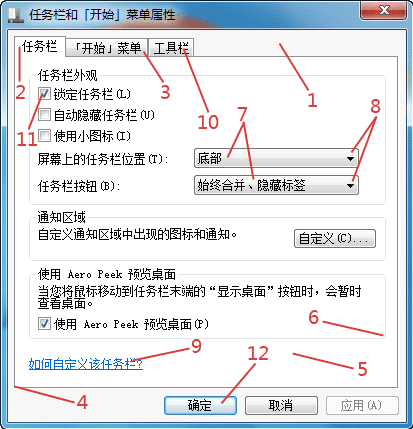 任务栏和「开始」菜单属性
任务栏 「开始」菜单 工具栏
1
2
3
任务栏外观
锁定任务栏(L)
10
自动隐藏任务栏(U)
7
8
11
使用小图标(I)
屏幕上的任务栏位置(T): 底部
任务栏按钮(B): 始终合并、隐藏标签
通知区域
自定义通知区域中出现的图标和通知。 自定义(C)...
使用 Aero Peek 预览桌面
当您将鼠标移动到任务栏末端的“显示桌面”按钮时,会暂时
查看桌面。
使用 Aero Peek 预览桌面(P)
6
9
12
如何自定义该任务栏?
5
4
确定 取消 应用(A)